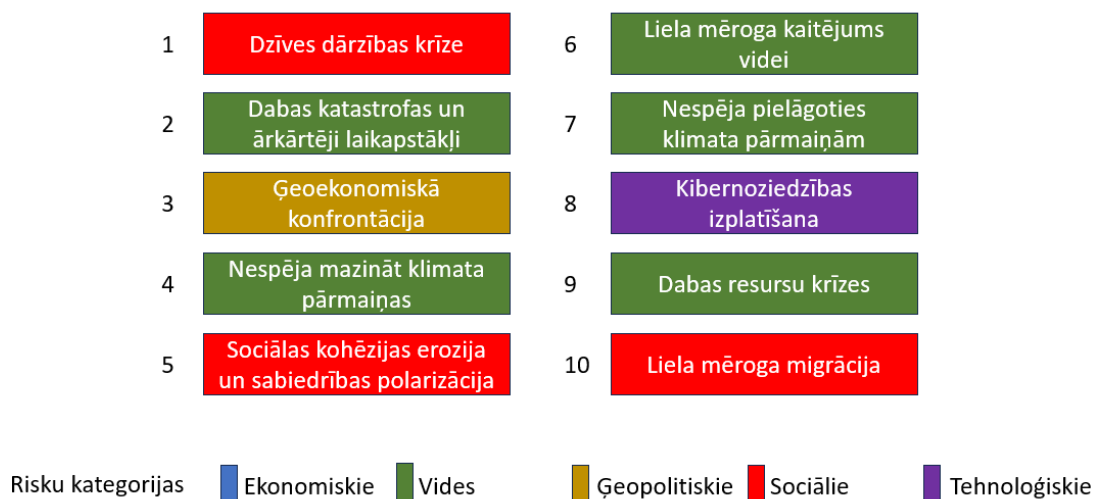 1
Dzīves dārzības krīze
2
Dabas katastrofas un
ārkārtēji laikapstākļi
3
Ģeoekonomiskā
konfrontācija
4
Nespēja mazināt klimata
pārmaiņas
5
Sociālas kohēzijas erozija
un sabiedrības polarizācija
6
Liela mēroga kaitējums
videi
7
Nespēja pielāgoties
klimata pārmaiņām
8
Kibernoziedzības
izplatīšana
9
Dabas resursu krīzes
10
Liela mēroga migrācija
Risku kategorijas Ekonomiskie Vides Ģeopolitiskie Sociālie Tehnoloģiskie